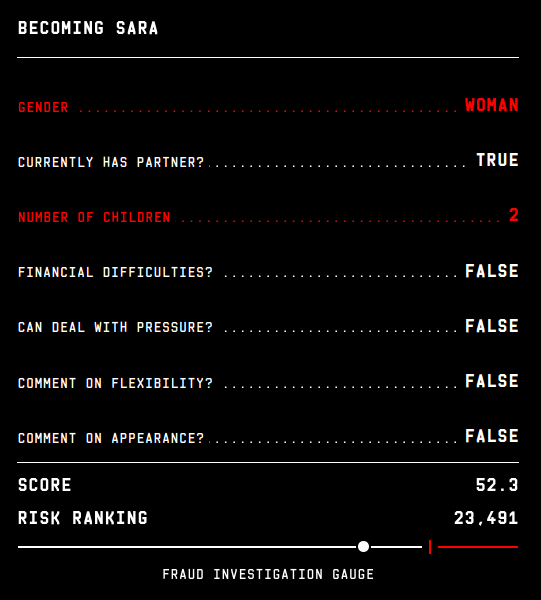 BECOMING SARA
GENDER ........................................ WOMAN
CURRENTLY HAS PARTNER? ........................... TRUE
NUMBER OF CHILDREN ............................... 2
FINANCIAL DIFFICULTIES? ......................... FALSE
CAN DEAL WITH PRESSURE? ......................... FALSE
COMMENT ON FLEXIBILITY? ......................... FALSE
COMMENT ON APPEARANCE? .......................... FALSE
SCORE 52.3
RISK RANKING 23,491
FRAUD INVESTIGATION GAUGE